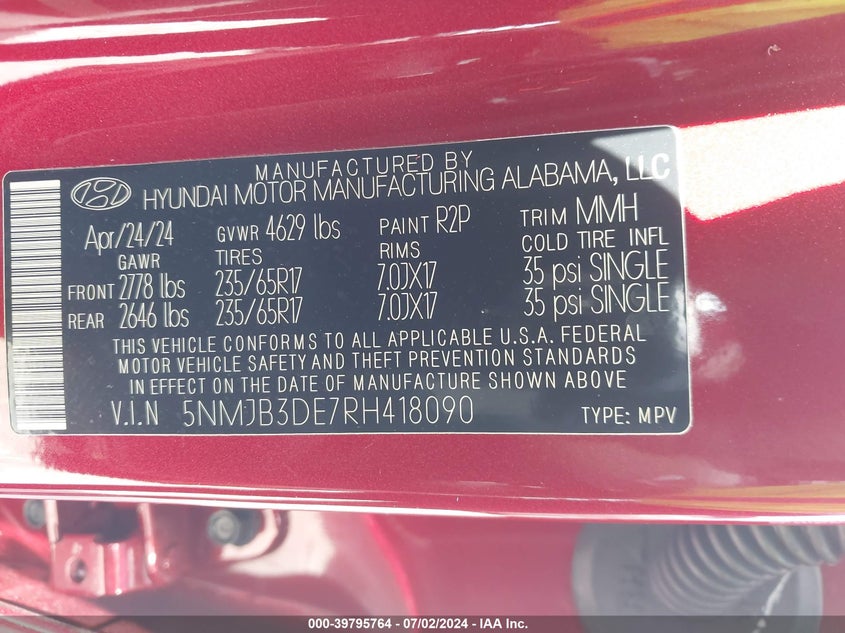 MANUFACTURED BY
HYUNDAI MOTOR MANUFACTURING ALABAMA, LLC
Apr/24/24 GVWR 4629 lbs PAINT R2P TRIM MMH
GAWR TIRES RIMS COLD TIRE INFL
FRONT 2778 lbs 235/65R17 7.0JX17 35 psi SINGLE
REAR 2646 lbs 235/65R17 7.0JX17 35 psi SINGLE
THIS VEHICLE CONFORMS TO ALL APPLICABLE U.S.A. FEDERAL
MOTOR VEHICLE SAFETY AND THEFT PREVENTION STANDARDS
IN EFFECT ON THE DATE OF MANUFACTURE SHOWN ABOVE
V.I.N 5NMJB3DE7RH418090 TYPE: MPV
000-39795764 - 07/02/2024 - IAA Inc.